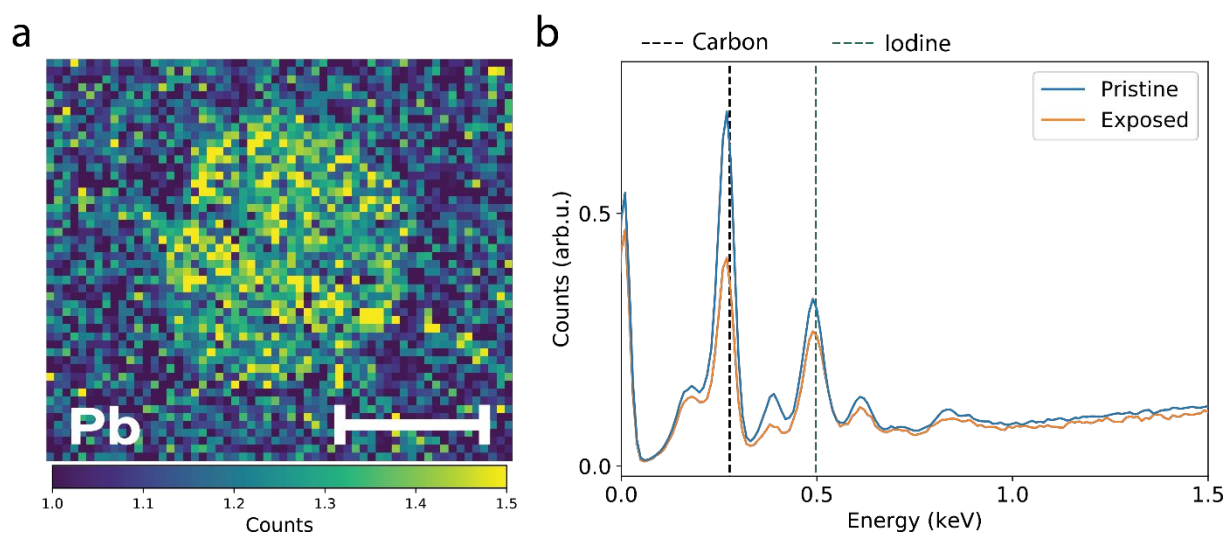 a
Pb
1.0 1.1 1.2 1.3 1.4 1.5
Counts
b
Carbon Iodine
Pristine
Exposed
Counts (arb.u.)
0.5
0.0
0.0 0.5 1.0 1.5
Energy (keV)